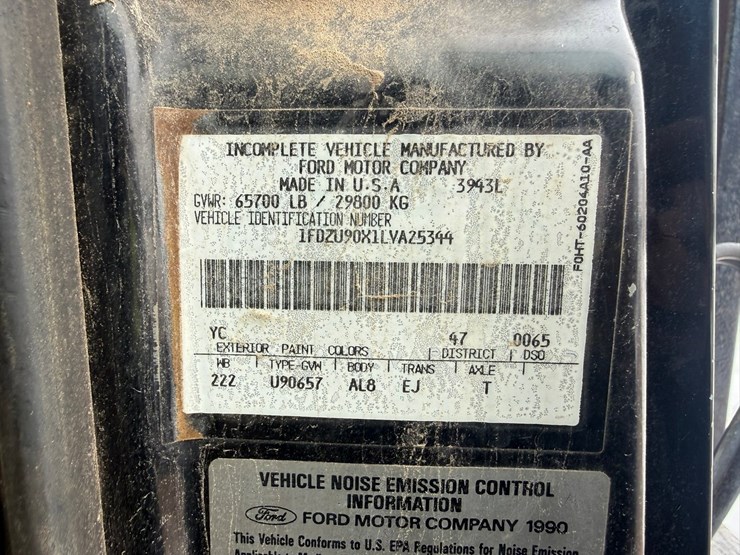 INCOMPLETE VEHICLE MANUFACTURED BY
FORD MOTOR COMPANY
MADE IN U.S.A 3943L
GVWR: 65700 LB / 29800 KG
VEHICLE IDENTIFICATION NUMBER
1FDZU90X1LVA25344
F0HT-60204A10-AA
YC 47 0065
EXTERIOR PAINT COLORS DISTRICT DSO
WB TYPE-GVW BODY TRANS AXLE
222 U90657 AL8 EJ T
VEHICLE NOISE EMISSION CONTROL
INFORMATION
Ford FORD MOTOR COMPANY 1990
This Vehicle Conforms to U.S. EPA Regulations for Noise Emission
Applicable to